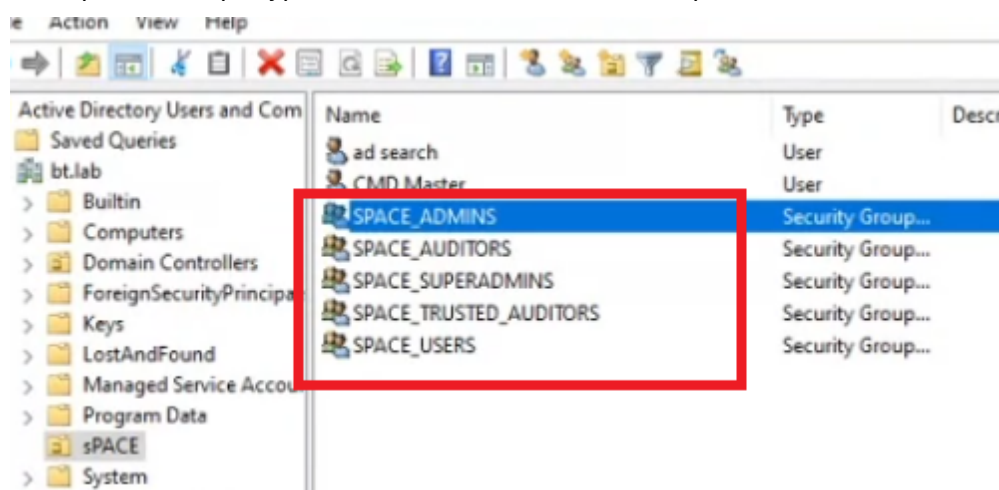 Action View Help
Active Directory Users and Com
Saved Queries
bt.lab
Builtin
Computers
Domain Controllers
ForeignSecurityPrincipa
Keys
LostAndFound
Managed Service Accou
Program Data
sPACE
System
Name Type Descr
ad search User
CMD Master User
SPACE_ADMINS Security Group...
SPACE_AUDITORS Security Group...
SPACE_SUPERADMINS Security Group...
SPACE_TRUSTED_AUDITORS Security Group...
SPACE_USERS Security Group...